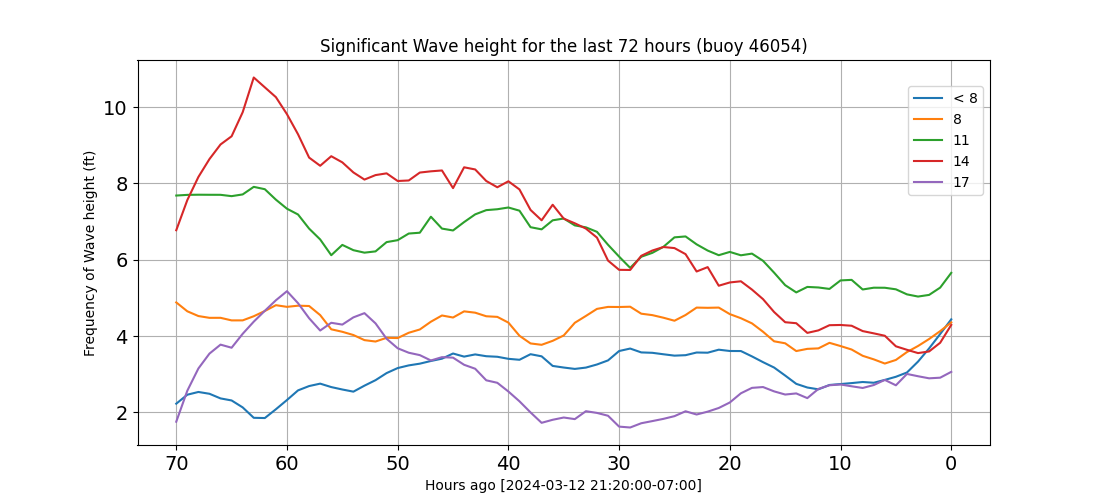 Significant Wave height for the last 72 hours (buoy 46054)
Frequency of Wave height (ft)
10
8
6
4
2
< 8
8
11
14
17
70 60 50 40 30 20 10 0
Hours ago [2024-03-12 21:20:00-07:00]